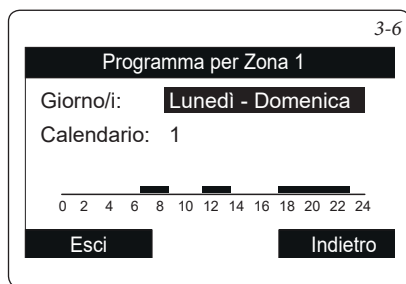 3-6
Programma per Zona 1
Giorno/i: Lunedì - Domenica
Calendario: 1
0 2 4 6 8 10 12 14 16 18 20 22 24
Esci Indietro